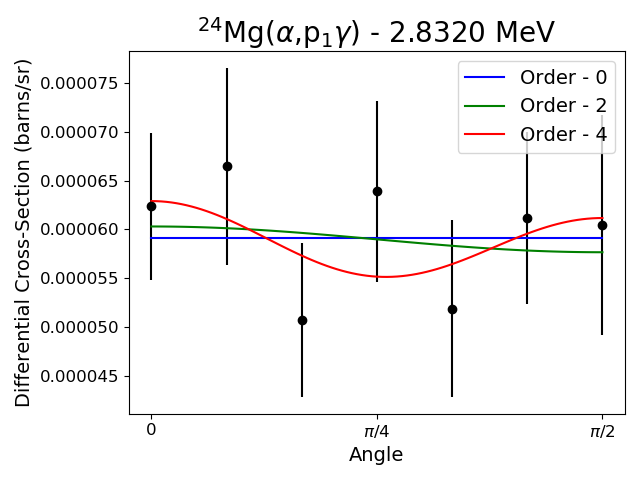 ²⁴Mg(α,p₁γ) - 2.8320 MeV
Order - 0
Order - 2
Order - 4
Differential Cross-Section (barns/sr)
0.000075
0.000070
0.000065
0.000060
0.000055
0.000050
0.000045
0 π/4 π/2
Angle